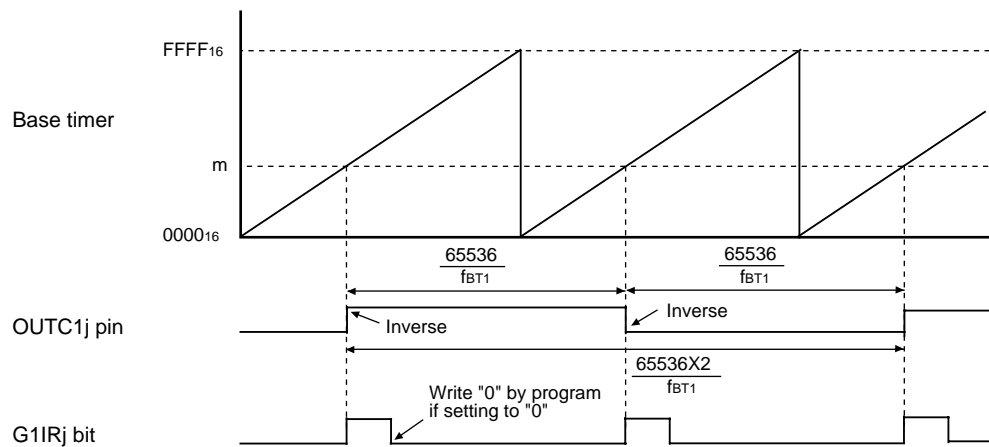 FFFF16
Base timer
m
000016
65536
fBT1
65536
fBT1
OUTC1j pin
Inverse
Inverse
65536X2
fBT1
Write "0" by program
if setting to "0"
G1IRj bit